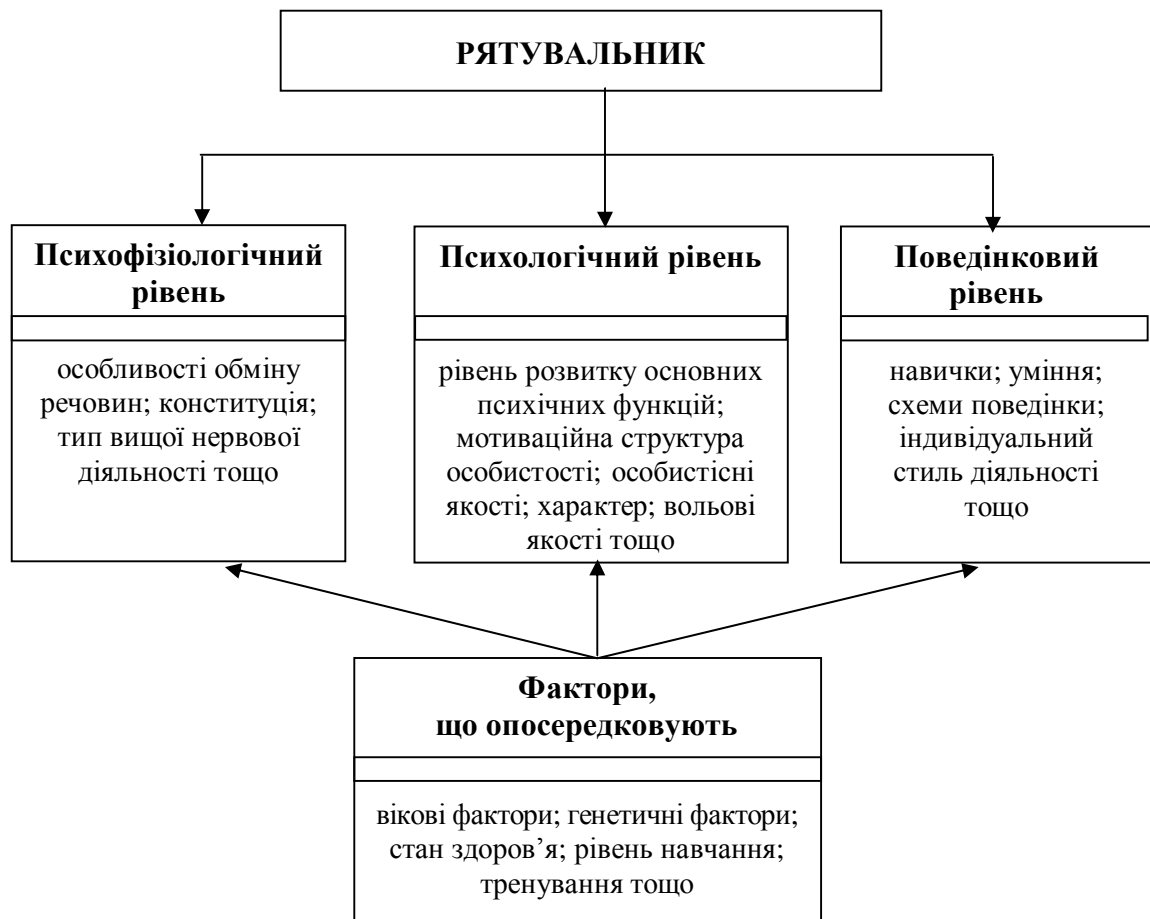 РЯТУВАЛЬНИК
Психофізіологічний
рівень
особливості обміну
речовин; конституція;
тип вищої нервової
діяльності тощо
Психологічний рівень
рівень розвитку основних
психічних функцій;
мотиваційна структура
особистості; особистісні
якості; характер; вольові
якості тощо
Поведінковий
рівень
навички; уміння;
схеми поведінки;
індивідуальний
стиль діяльності
тощо
Фактори,
що опосередковують
вікові фактори; генетичні фактори;
стан здоров’я; рівень навчання;
тренування тощо